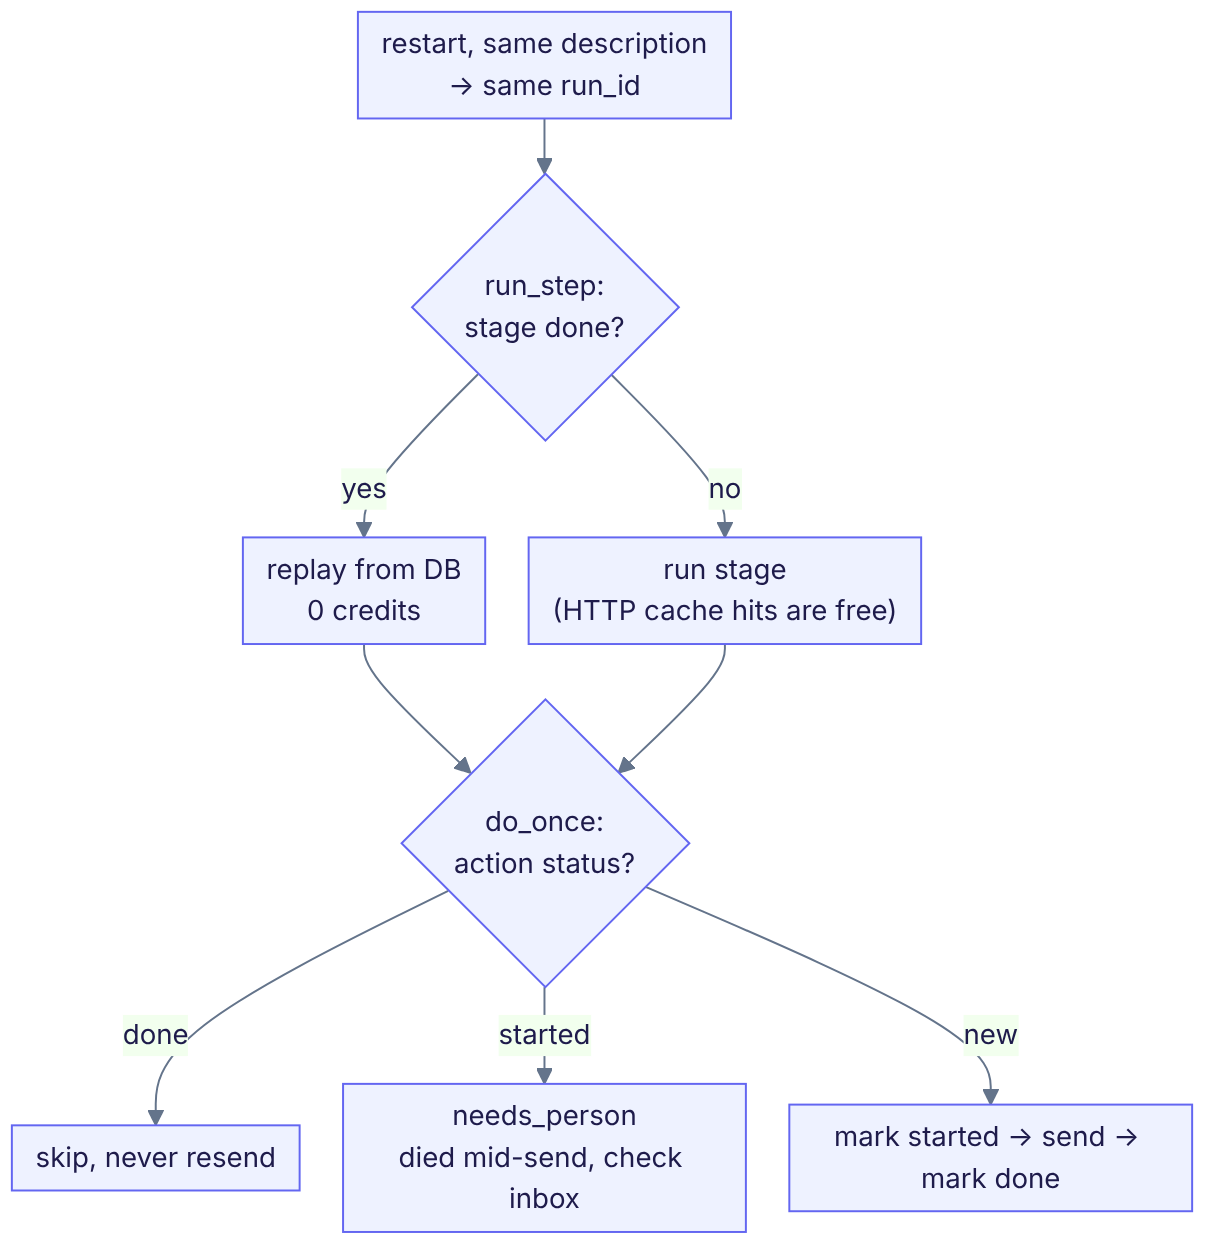 restart, same description
→ same run_id
run_step:
stage done?
yes
no
replay from DB
0 credits
run stage
(HTTP cache hits are free)
do_once:
action status?
done
started
new
skip, never resend
needs_person
died mid-send, check
inbox
mark started → send →
mark done